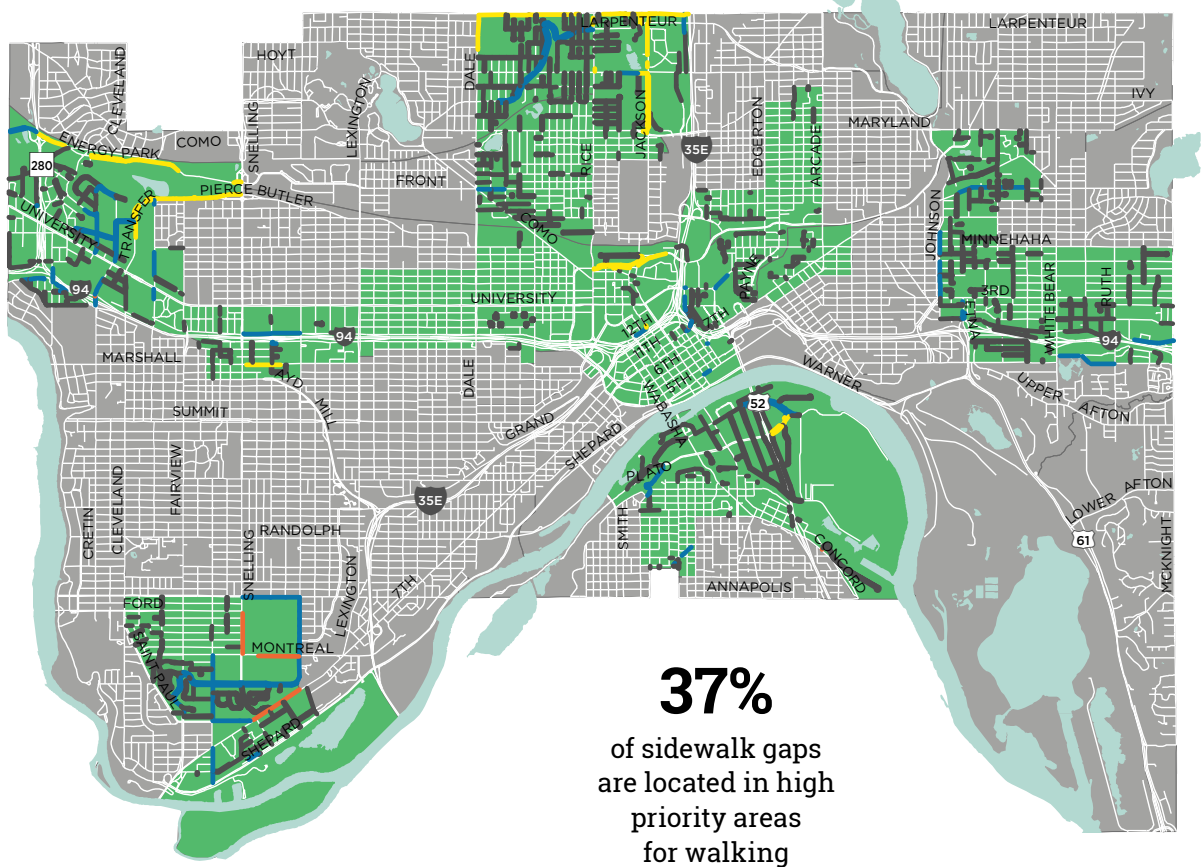 LARPENTEUR
LARPENTEUR
HOYT
CLEVELAND
DALE
LEXINGTON
SNELLING
IVY
JACKSON
EDGERTON
ARCADE
MARYLAND
ENERGY PARK
COMO
35E
280
RICE
FRONT
PIERCE BUTLER
TRANSFER
UNIVERSITY
COMO
JOHNSON
MINNEHAHA
94
PAYNE
3RD
WHITE BEAR
RUTH
ETNA
UNIVERSITY
12TH
7TH
11TH
94
94
6TH
5TH
MARSHALL
AYD
MILL
DALE
WABASHA
WARNER
UPPER
AFTON
SUMMIT
52
GRAND
SHEPARD
FAIRVIEW
CLEVELAND
CRETIN
PLATO
35E
SMITH
LOWER
AFTON
RANDOLPH
61
MCKNIGHT
SNELLING
LEXINGTON
7TH
CONCORD
ANNAPOLIS
FORD
MONTREAL
SAINT PAUL
SHEPARD
37%
of sidewalk gaps
are located in high
priority areas
for walking